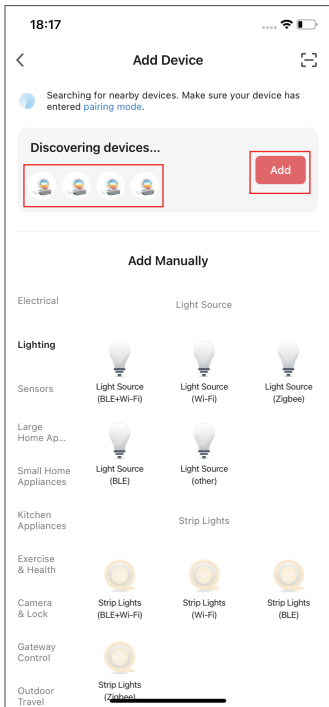 18:17
Add Device
Searching for nearby devices. Make sure your device has
entered pairing mode.
Discovering devices...
Add
Add Manually
Electrical
Light Source
Lighting
Sensors
Light Source
(BLE+Wi-Fi)
Light Source
(Wi-Fi)
Light Source
(Zigbee)
Large
Home Ap...
Small Home
Appliances
Light Source
(BLE)
Light Source
(other)
Kitchen
Appliances
Strip Lights
Exercise
& Health
Camera
& Lock
Strip Lights
(BLE+Wi-Fi)
Strip Lights
(Wi-Fi)
Strip Lights
(BLE)
Gateway
Control
Outdoor
Travel
Strip Lights
(Zigbee)